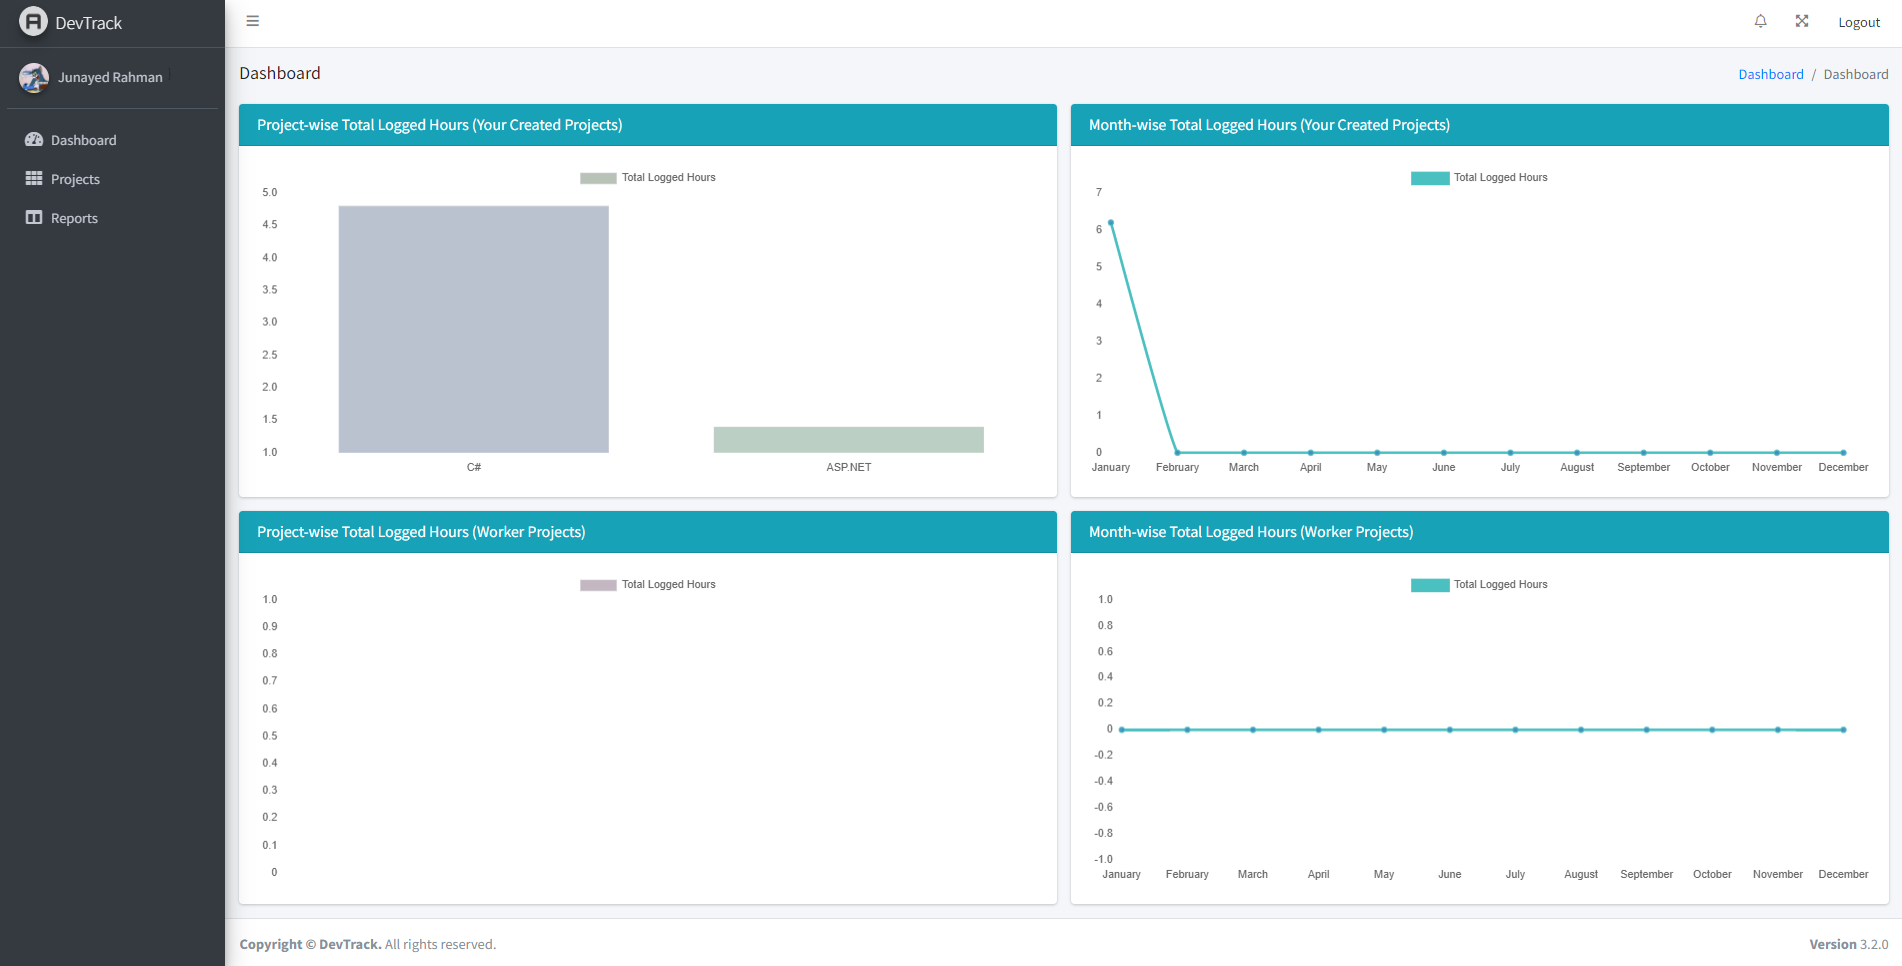 DevTrack
Logout
Junayed Rahman
Dashboard
Projects
Reports
Dashboard
Dashboard / Dashboard
Project-wise Total Logged Hours (Your Created Projects)
Total Logged Hours
5.0
4.5
4.0
3.5
3.0
2.5
2.0
1.5
1.0
C# ASP.NET
Month-wise Total Logged Hours (Your Created Projects)
Total Logged Hours
7
6
5
4
3
2
1
0
January February March April May June July August September October November December
Project-wise Total Logged Hours (Worker Projects)
Total Logged Hours
1.0
0.9
0.8
0.7
0.6
0.5
0.4
0.3
0.2
0.1
0
Month-wise Total Logged Hours (Worker Projects)
Total Logged Hours
1.0
0.8
0.6
0.4
0.2
0
-0.2
-0.4
-0.6
-0.8
-1.0
January February March April May June July August September October November December
Copyright © DevTrack. All rights reserved.
Version 3.2.0